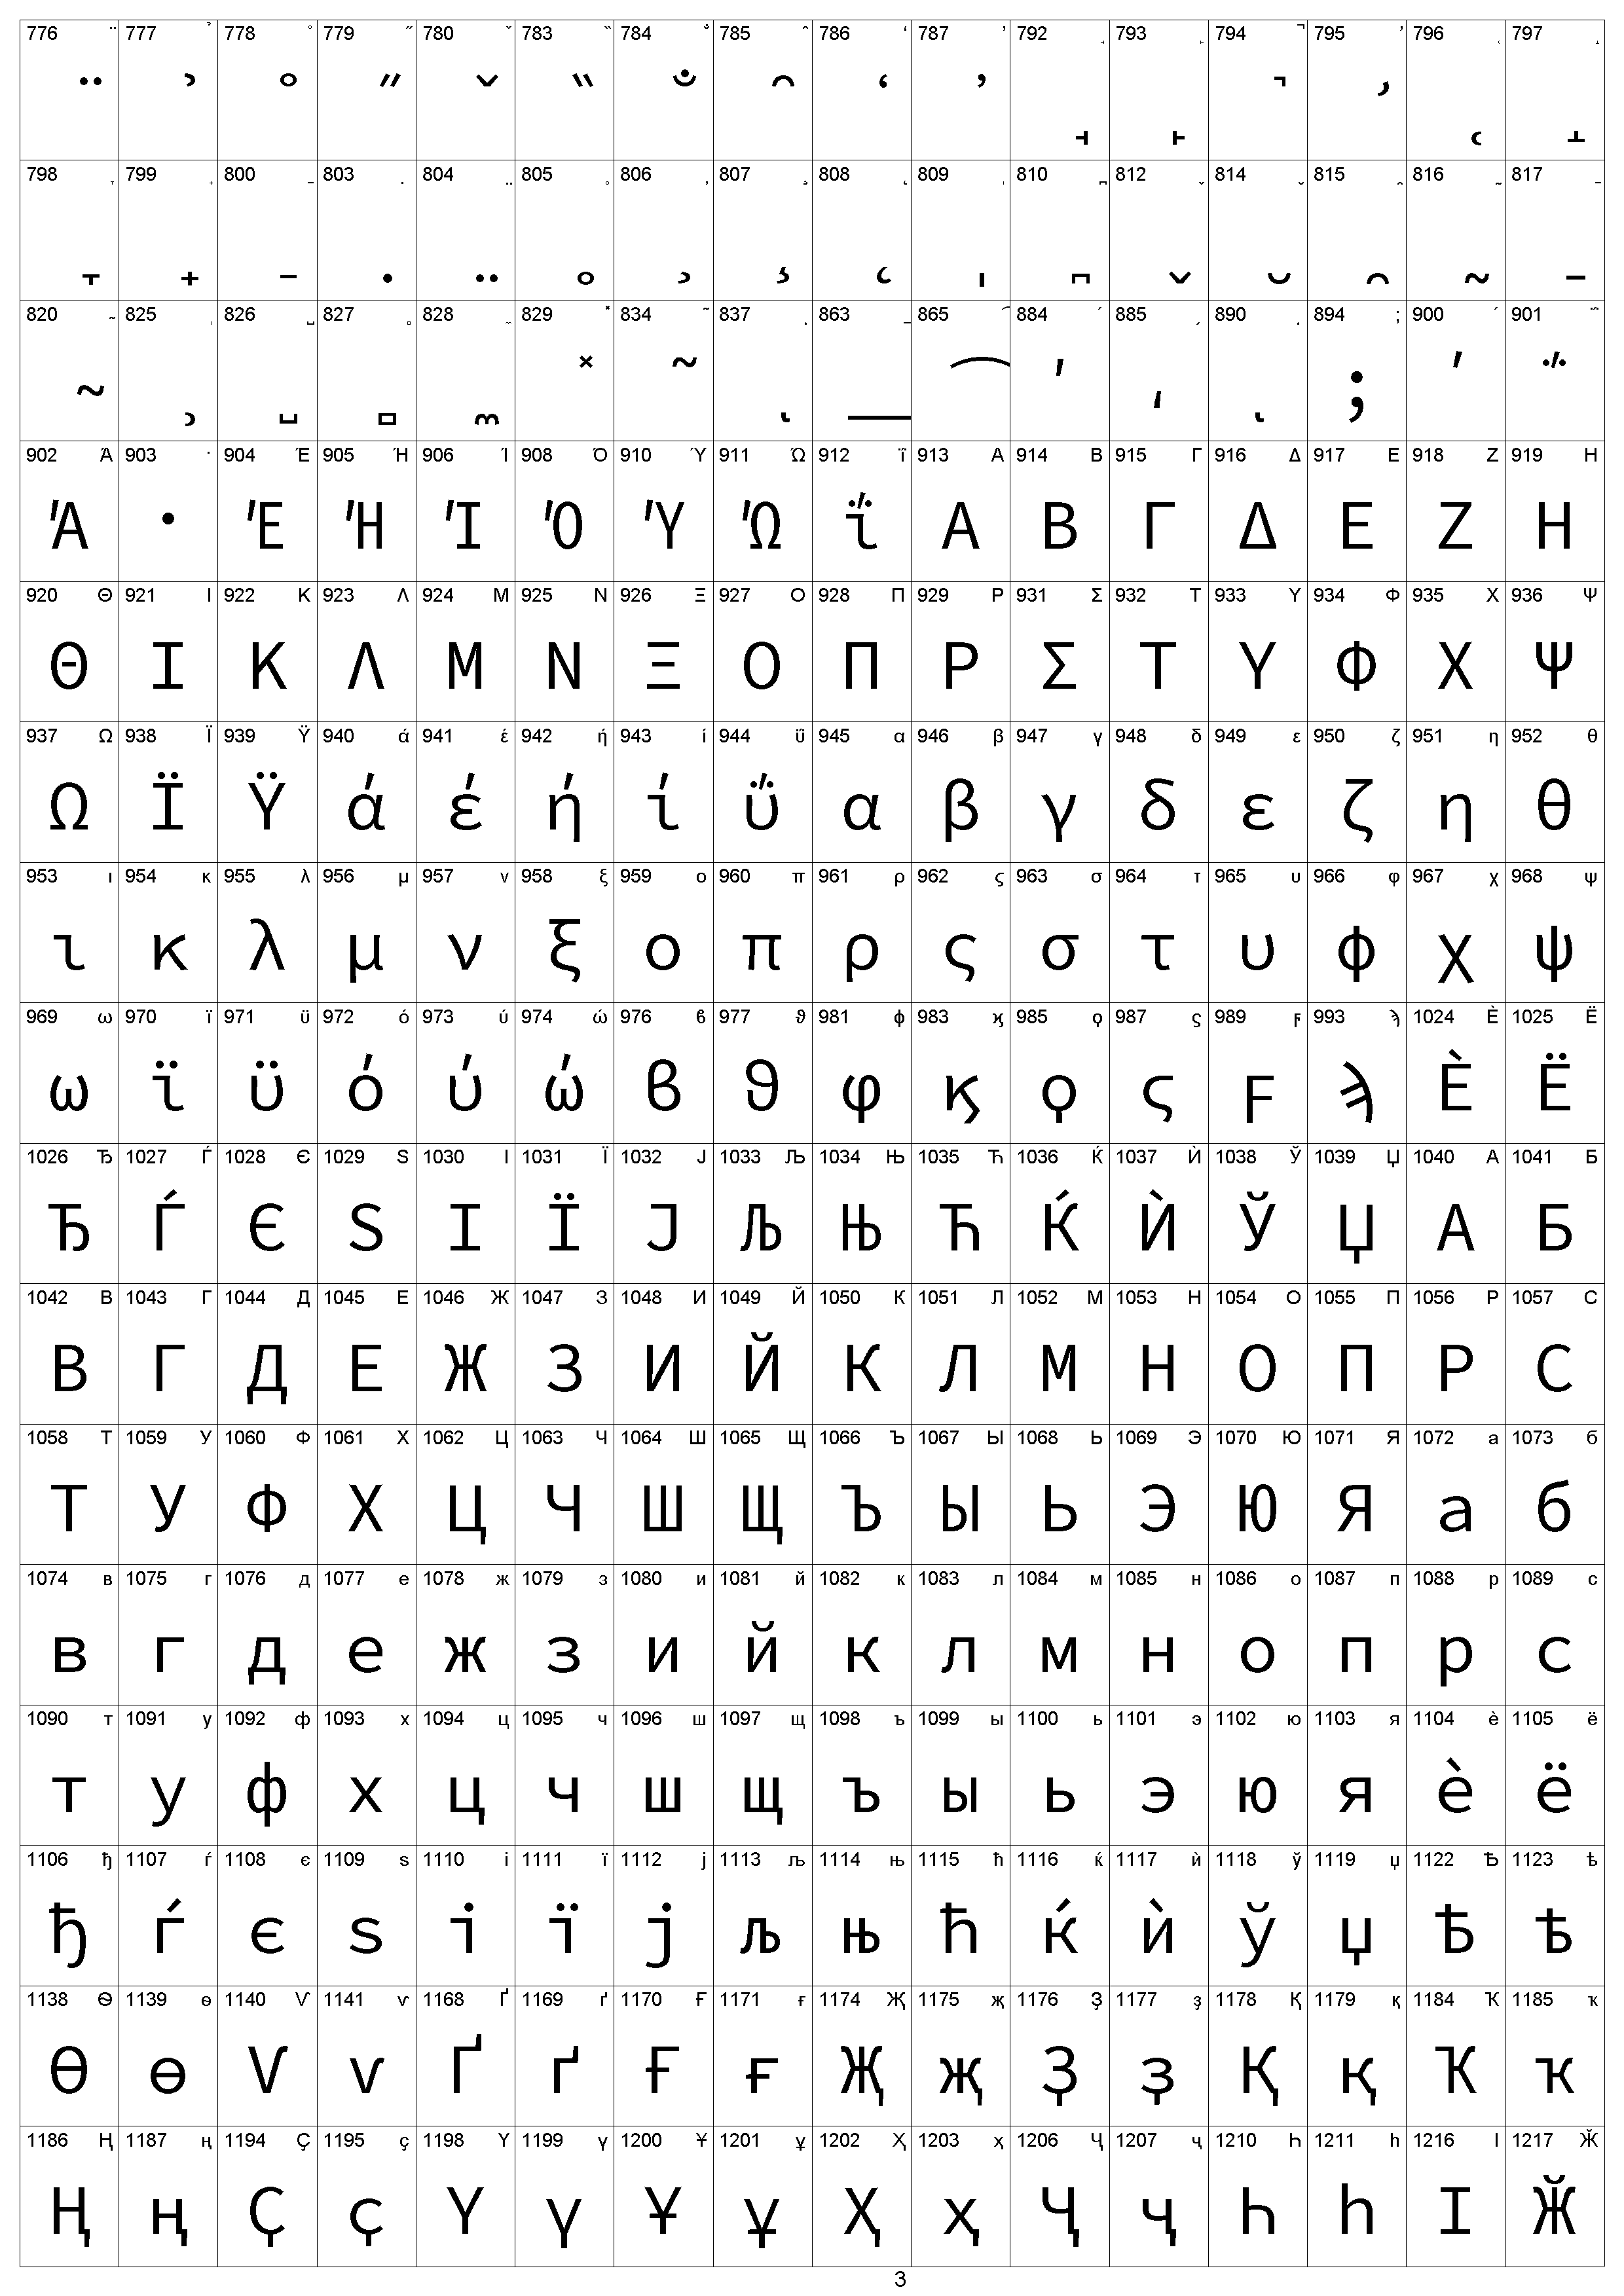 776 ̈ 777 ̉ 778 ̊ 779 ̋ 780 ̌ 783 ̏ 784 ̐ 785 ̑ 786 ̒ 787 ̓ 792 ̘ 793 ̙ 794 ̚ 795 ̛ 796 ̜ 797 ̝
 ̈ ̉ ̊ ̋ ̌ ̏ ̐ ̑ ̒ ̓ ̘ ̙ ̚ ̛ ̜ ̝
798 ̞ 799 ̟ 800 ̠ 803 ̣ 804 ̤ 805 ̥ 806 ̦ 807 ̧ 808 ̨ 809 ̩ 810 ̪ 812 ̬ 814 ̮ 815 ̯ 816 ̰ 817 ̱
 ̞ ̟ ̠ ̣ ̤ ̥ ̦ ̧ ̨ ̩ ̪ ̬ ̮ ̯ ̰ ̱
820 ̴ 825 ̹ 826 ̺ 827 ̻ 828 ̼ 829 ̽ 834 ͂ 837 ͅ 863 ͟ 865 ͡ 884 ʹ 885 ͵ 890 ͺ 894 ; 900 ΄ 901 ΅
 ̴ ̹ ̺ ̻ ̼ ̽ ͂ ͅ ͟ ͡ ʹ ͵ ͺ ; ΄ ΅
902 Ά 903 · 904 Έ 905 Ή 906 Ί 908 Ό 910 Ύ 911 Ώ 912 ΐ 913 Α 914 Β 915 Γ 916 Δ 917 Ε 918 Ζ 919 Η
Ά · Έ Ή Ί Ό Ύ Ώ ΐ Α Β Γ Δ Ε Ζ Η
920 Θ 921 Ι 922 Κ 923 Λ 924 Μ 925 Ν 926 Ξ 927 Ο 928 Π 929 Ρ 931 Σ 932 Τ 933 Υ 934 Φ 935 Χ 936 Ψ
Θ Ι Κ Λ Μ Ν Ξ Ο Π Ρ Σ Τ Υ Φ Χ Ψ
937 Ω 938 Ϊ 939 Ϋ 940 ά 941 έ 942 ή 943 ί 944 ΰ 945 α 946 β 947 γ 948 δ 949 ε 950 ζ 951 η 952 θ
Ω Ϊ Ϋ ά έ ή ί ΰ α β γ δ ε ζ η θ
953 ι 954 κ 955 λ 956 μ 957 ν 958 ξ 959 ο 960 π 961 ρ 962 ς 963 σ 964 τ 965 υ 966 φ 967 χ 968 ψ
ι κ λ μ ν ξ ο π ρ ς σ τ υ φ χ ψ
969 ω 970 ϊ 971 ϋ 972 ό 973 ύ 974 ώ 976 ϐ 977 ϑ 981 ϕ 983 ϗ 985 ϙ 987 ϛ 989 ϝ 993 ϡ 1024 Ѐ 1025 Ё
ω ϊ ϋ ό ύ ώ ϐ ϑ ϕ ϗ ϙ ϛ ϝ ϡ Ѐ Ё
1026 Ђ 1027 Ѓ 1028 Є 1029 Ѕ 1030 І 1031 Ї 1032 Ј 1033 Љ 1034 Њ 1035 Ћ 1036 Ќ 1037 Ѝ 1038 Ў 1039 Џ 1040 А 1041 Б
Ђ Ѓ Є Ѕ І Ї Ј Љ Њ Ћ Ќ Ѝ Ў Џ А Б
1042 В 1043 Г 1044 Д 1045 Е 1046 Ж 1047 З 1048 И 1049 Й 1050 К 1051 Л 1052 М 1053 Н 1054 О 1055 П 1056 Р 1057 С
В Г Д Е Ж З И Й К Л М Н О П Р С
1058 Т 1059 У 1060 Ф 1061 Х 1062 Ц 1063 Ч 1064 Ш 1065 Щ 1066 Ъ 1067 Ы 1068 Ь 1069 Э 1070 Ю 1071 Я 1072 а 1073 б
Т У Ф Х Ц Ч Ш Щ Ъ Ы Ь Э Ю Я а б
1074 в 1075 г 1076 д 1077 е 1078 ж 1079 з 1080 и 1081 й 1082 к 1083 л 1084 м 1085 н 1086 о 1087 п 1088 р 1089 с
в г д е ж з и й к л м н о п р с
1090 т 1091 у 1092 ф 1093 х 1094 ц 1095 ч 1096 ш 1097 щ 1098 ъ 1099 ы 1100 ь 1101 э 1102 ю 1103 я 1104 ѐ 1105 ё
т у ф х ц ч ш щ ъ ы ь э ю я ѐ ё
1106 ђ 1107 ѓ 1108 є 1109 ѕ 1110 і 1111 ї 1112 ј 1113 љ 1114 њ 1115 ћ 1116 ќ 1117 ѝ 1118 ў 1119 џ 1122 Ѣ 1123 ѣ
ђ ѓ є ѕ і ї ј љ њ ћ ќ ѝ ў џ Ѣ ѣ
1138 Ѳ 1139 ѳ 1140 Ѵ 1141 ѵ 1168 Ґ 1169 ґ 1170 Ғ 1171 ғ 1174 Җ 1175 җ 1176 Ҙ 1177 ҙ 1178 Қ 1179 қ 1184 Ҡ 1185 ҡ
Ѳ ѳ Ѵ ѵ Ґ ґ Ғ ғ Җ җ Ҙ ҙ Қ қ Ҡ ҡ
1186 Ң 1187 ң 1194 Ҫ 1195 ҫ 1198 Ү 1199 ү 1200 Ұ 1201 ұ 1202 Ҳ 1203 ҳ 1206 Ҷ 1207 ҷ 1210 Һ 1211 һ 1216 Ӏ 1217 Ӂ
Ң ң Ҫ ҫ Ү ү Ұ ұ Ҳ ҳ Ҷ ҷ Һ һ Ӏ Ӂ
3